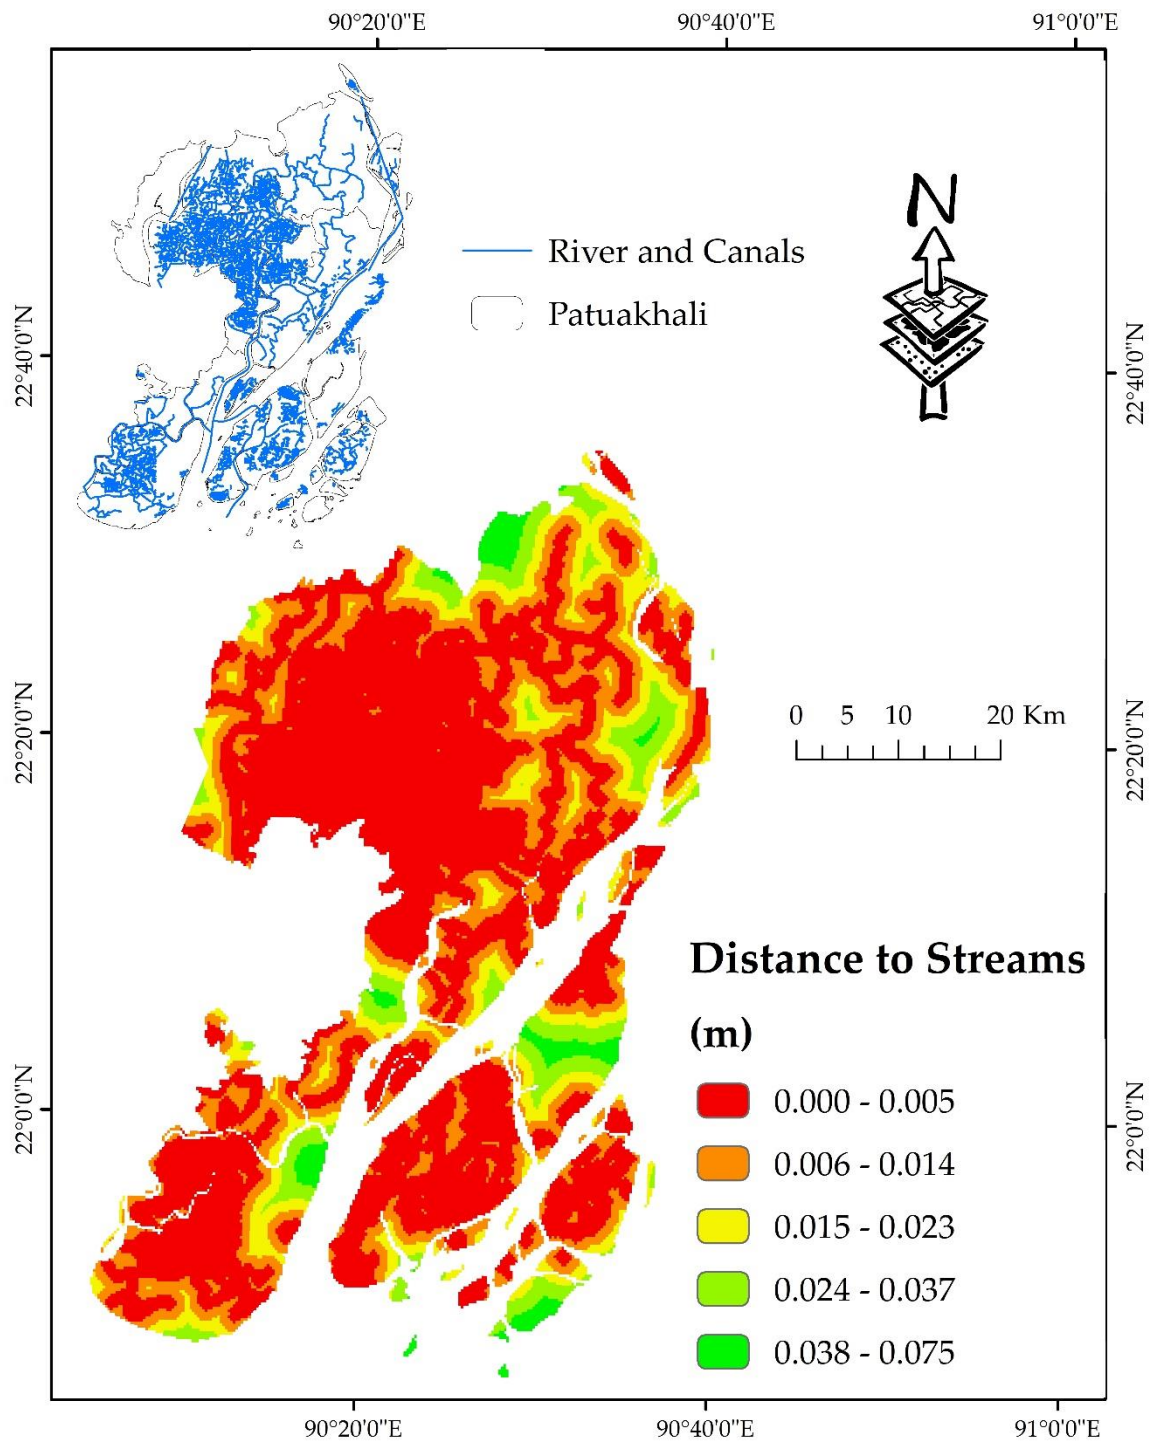 90°20'0"E 90°40'0"E 91°0'0"E
N
River and Canals
Patuakhali
22°40'0"N
22°40'0"N
0 5 10 20 Km
22°20'0"N
22°20'0"N
Distance to Streams
(m)
0.000 - 0.005
22°0'0"N
22°0'0"N
0.006 - 0.014
0.015 - 0.023
0.024 - 0.037
0.038 - 0.075
90°20'0"E 90°40'0"E 91°0'0"E